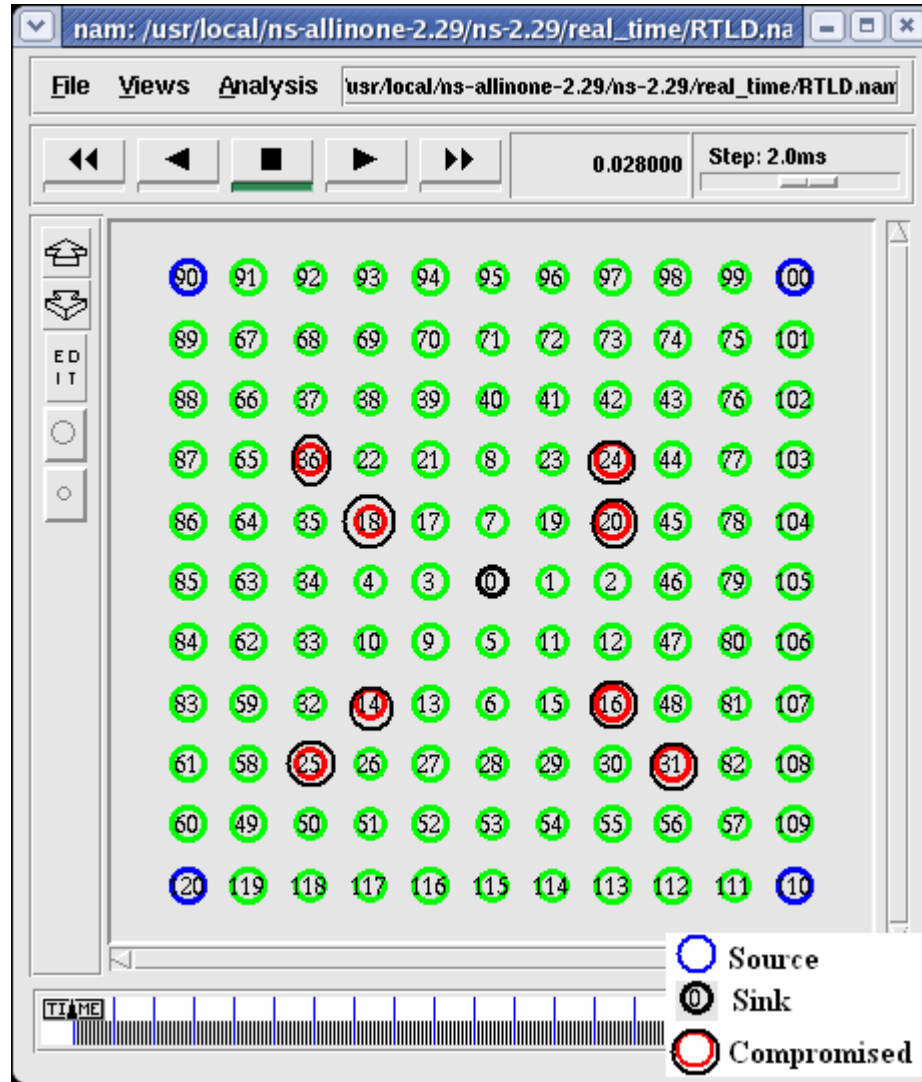 nam: /usr/local/ns-allinone-2.29/ns-2.29/real_time/RTLD.na
File Views Analysis usr/local/ns-allinone-2.29/ns-2.29/real_time/RTLD.nam
0.028000 Step: 2.0ms
90 91 92 93 94 95 96 97 98 99 100
89 67 68 69 70 71 72 73 74 75 101
E D
I T
88 66 37 38 39 40 41 42 43 76 102
87 65 36 22 21 8 23 24 44 77 103
86 64 35 18 17 7 19 20 45 78 104
85 63 34 4 3 0 1 2 46 79 105
84 62 33 10 9 5 11 12 47 80 106
83 59 32 14 13 6 15 16 48 81 107
61 58 25 26 27 28 29 30 31 82 108
60 49 50 51 52 53 54 55 56 57 109
120 119 118 117 116 115 114 113 112 111 110
Source
0 Sink
Compromised
TIME